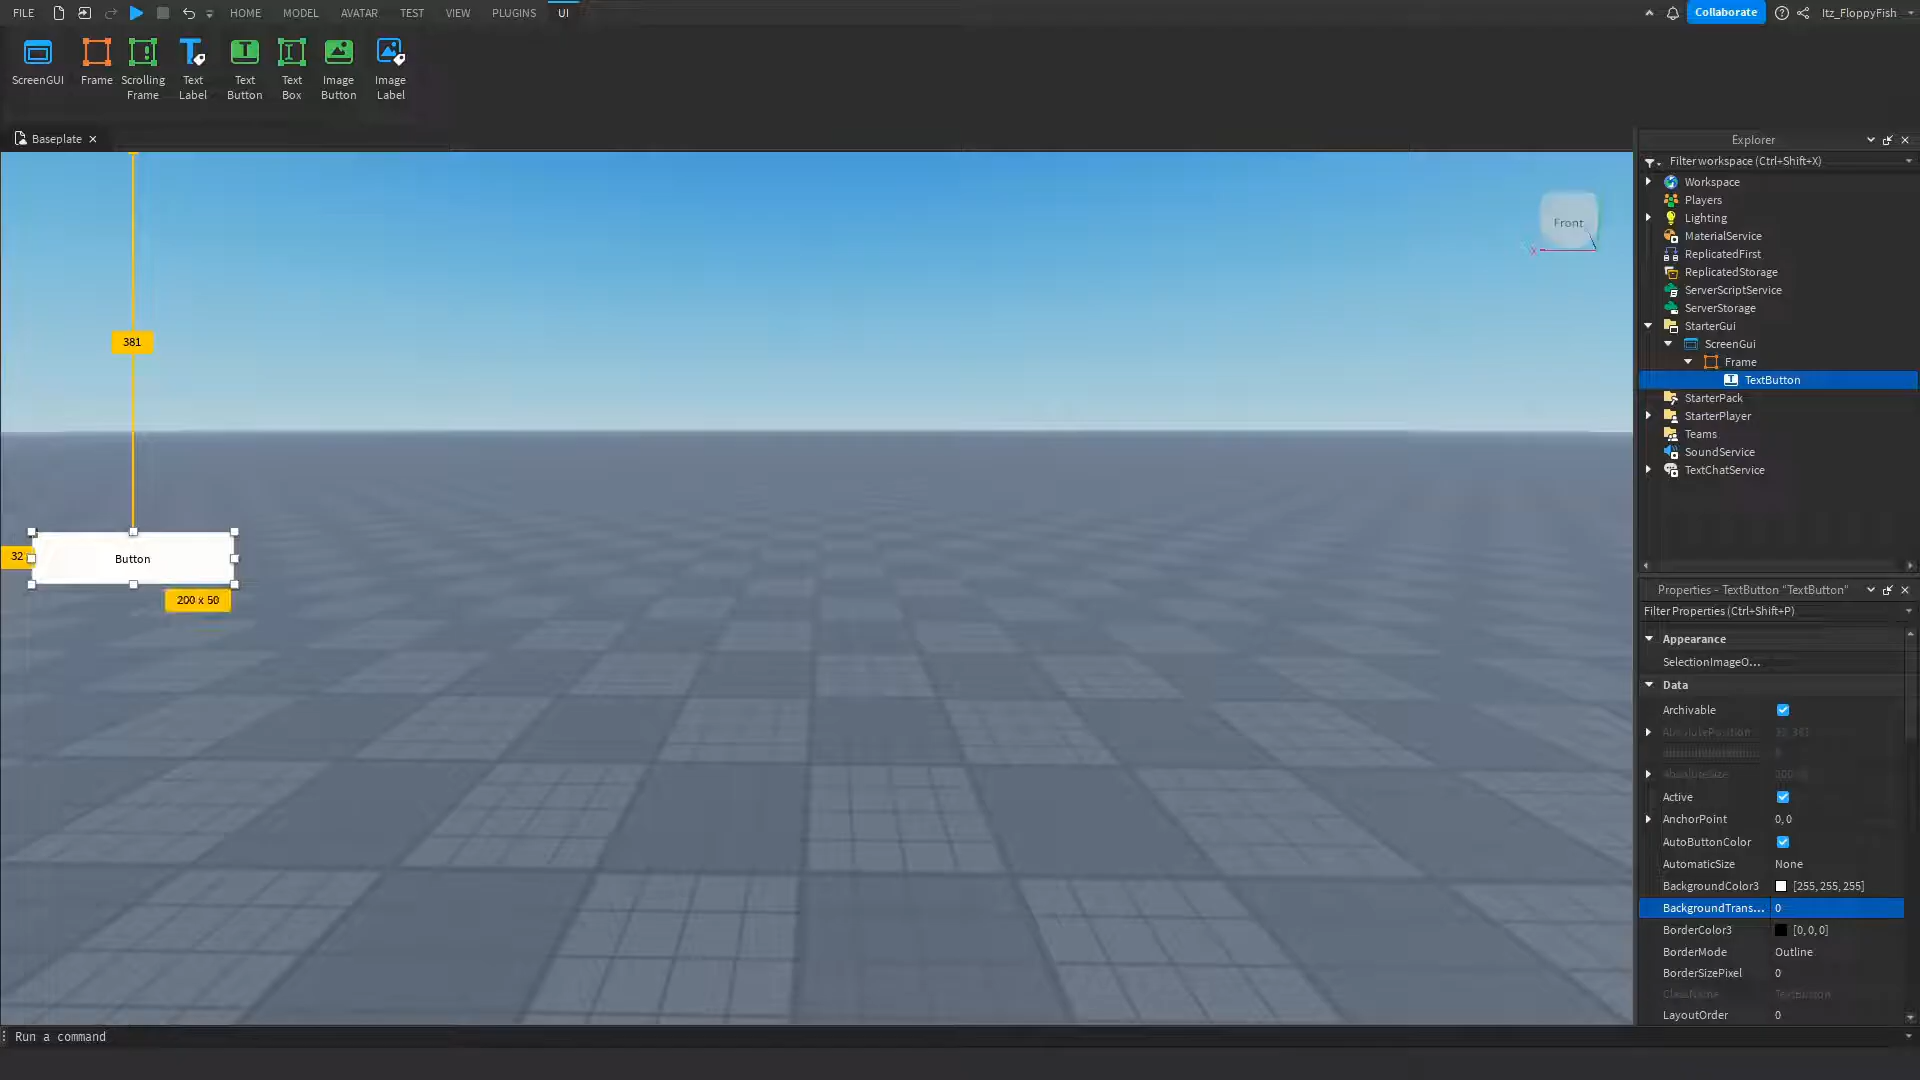 FILE HOME MODEL AVATAR TEST VIEW PLUGINS UI Collaborate Itz_FloppyFish
ScreenGUI Frame Scrolling Frame Text Label Text Button Text Box Image Button Image Label
Baseplate
Explorer
Filter workspace (Ctrl+Shift+X)
Workspace
Players
Lighting
MaterialService
ReplicatedFirst
ReplicatedStorage
ServerScriptService
ServerStorage
StarterGui
ScreenGui
Frame
TextButton
StarterPack
StarterPlayer
Teams
SoundService
TextChatService
Front
X
381
32
Button
200 x 50
Properties - TextButton "TextButton"
Filter Properties (Ctrl+Shift+P)
Appearance
SelectionImageO...
Data
Archivable
AbsolutePosition
AbsoluteSize
Active
AnchorPoint 0, 0
AutoButtonColor
AutomaticSize None
BackgroundColor3 [255, 255, 255]
BackgroundTrans... 0
BorderColor3 [0, 0, 0]
BorderMode Outline
BorderSizePixel 0
ClassName TextButton
LayoutOrder 0
Run a command